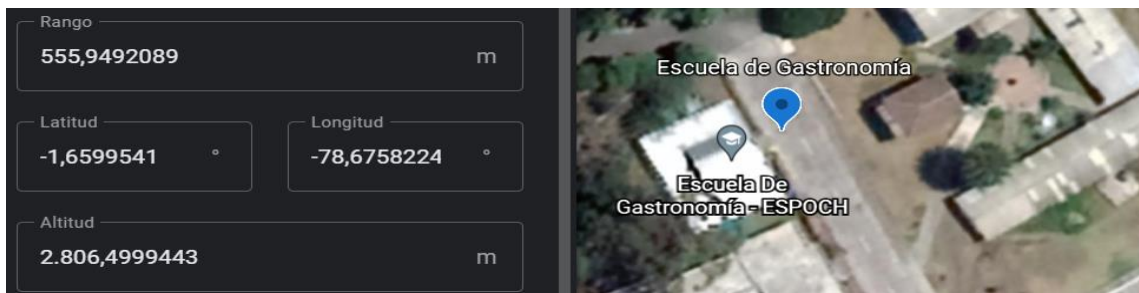 Rango
555,9492089 m
Latitud
-1,6599541 °
Longitud
-78,6758224 °
Altitud
2.806,4999443 m
Escuela de Gastronomía
Escuela De
Gastronomía - ESPOCH